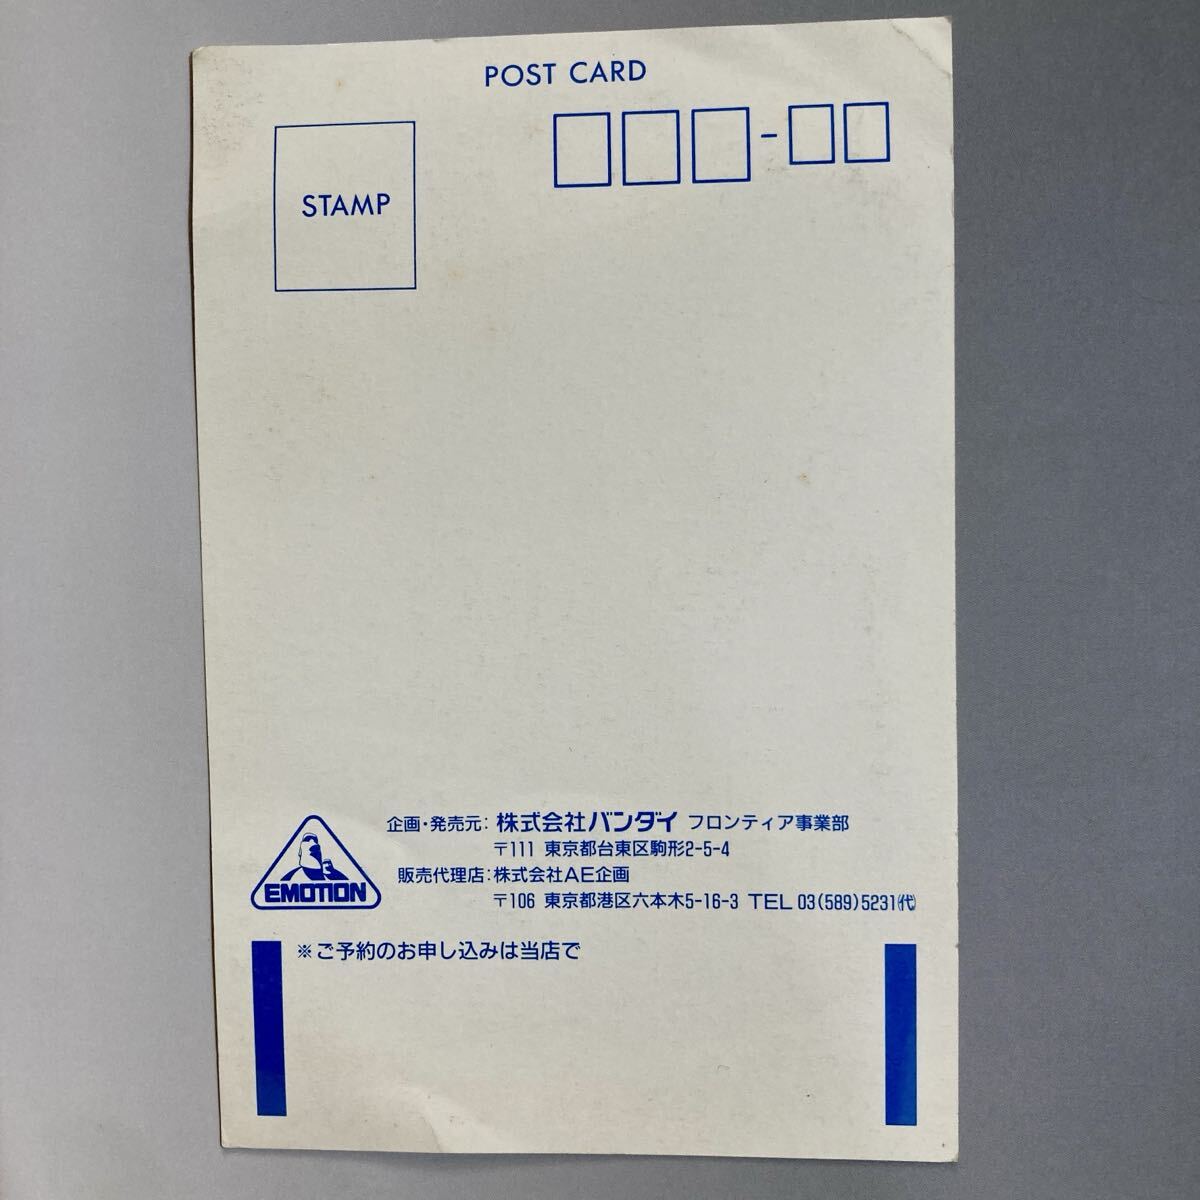 POST CARD
STAMP
企画・発売元: 株式会社バンダイ フロンティア事業部
〒111 東京都台東区駒形2-5-4
販売代理店: 株式会社AE企画
〒106 東京都港区六本木5-16-3 TEL 03(589)5231(代)
EMOTION
※ご予約のお申し込みは当店で